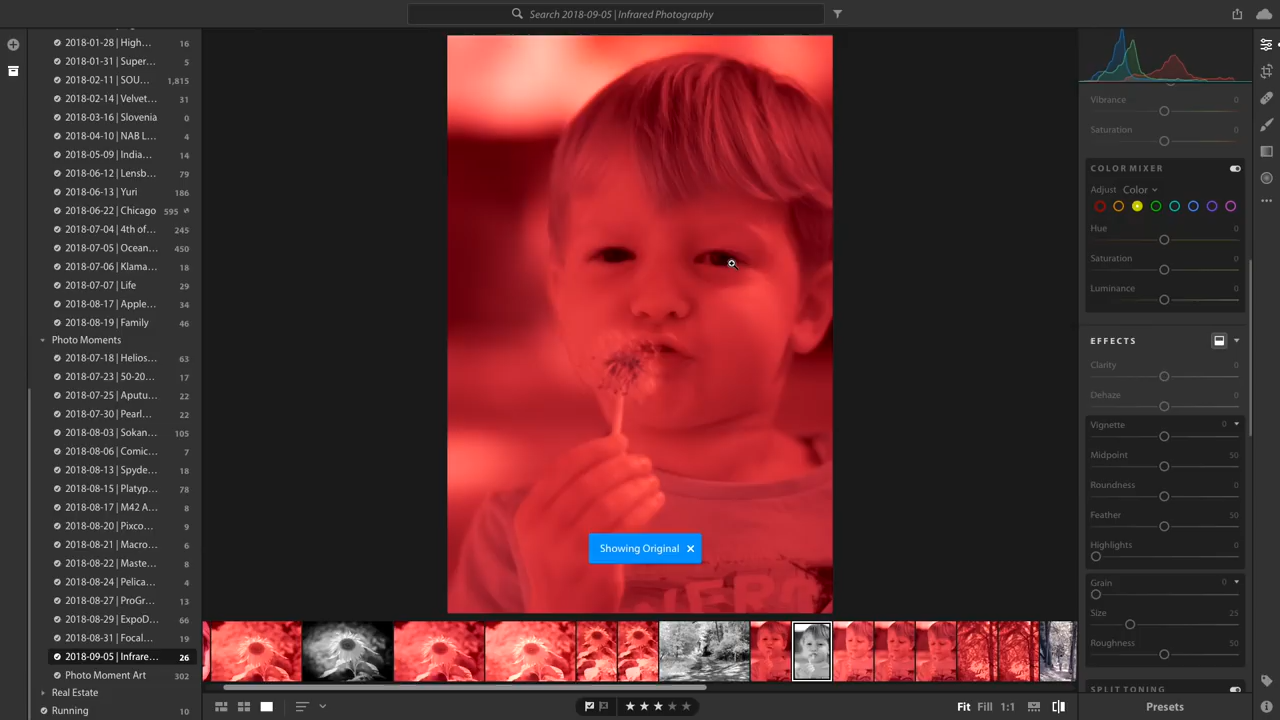 Search 2018-09-05 | Infrared Photography
2018-01-28 | High... 16
2018-01-31 | Super... 5
2018-02-11 | SOU... 1,815
2018-02-14 | Velvet... 31
2018-03-16 | Slovenia 0
2018-04-10 | NAB L... 4
2018-05-09 | India... 14
2018-06-12 | Lensb... 79
2018-06-13 | Yuri 186
2018-06-22 | Chicago 595
2018-07-04 | 4th of... 245
2018-07-05 | Ocean... 450
2018-07-06 | Klama... 18
2018-07-07 | Life 29
2018-08-17 | Apple... 34
2018-08-19 | Family 46
Photo Moments
2018-07-18 | Helios... 63
2018-07-23 | 50-20... 17
2018-07-25 | Aputu... 22
2018-07-30 | Pearl... 22
2018-08-03 | Sokan... 105
2018-08-06 | Comic... 7
2018-08-13 | Spyde... 18
2018-08-15 | Platyp... 78
2018-08-17 | M42 A... 8
2018-08-20 | Pixco... 9
2018-08-21 | Macro... 6
2018-08-22 | Maste... 8
2018-08-24 | Pelica... 4
2018-08-27 | ProGr... 13
2018-08-29 | ExpoD... 66
2018-08-31 | Focal... 19
2018-09-05 | Infrare... 26
Photo Moment Art 302
Real Estate
Running 10
Showing Original
Fit Fill 1:1
Vibrance 0
Saturation 0
COLOR MIXER
Adjust Color
Hue 0
Saturation 0
Luminance 0
EFFECTS
Clarity 0
Dehaze 0
Vignette 0
Midpoint 50
Roundness 0
Feather 50
Highlights 0
Grain 0
Size 25
Roughness 50
SPLIT TONING
Presets